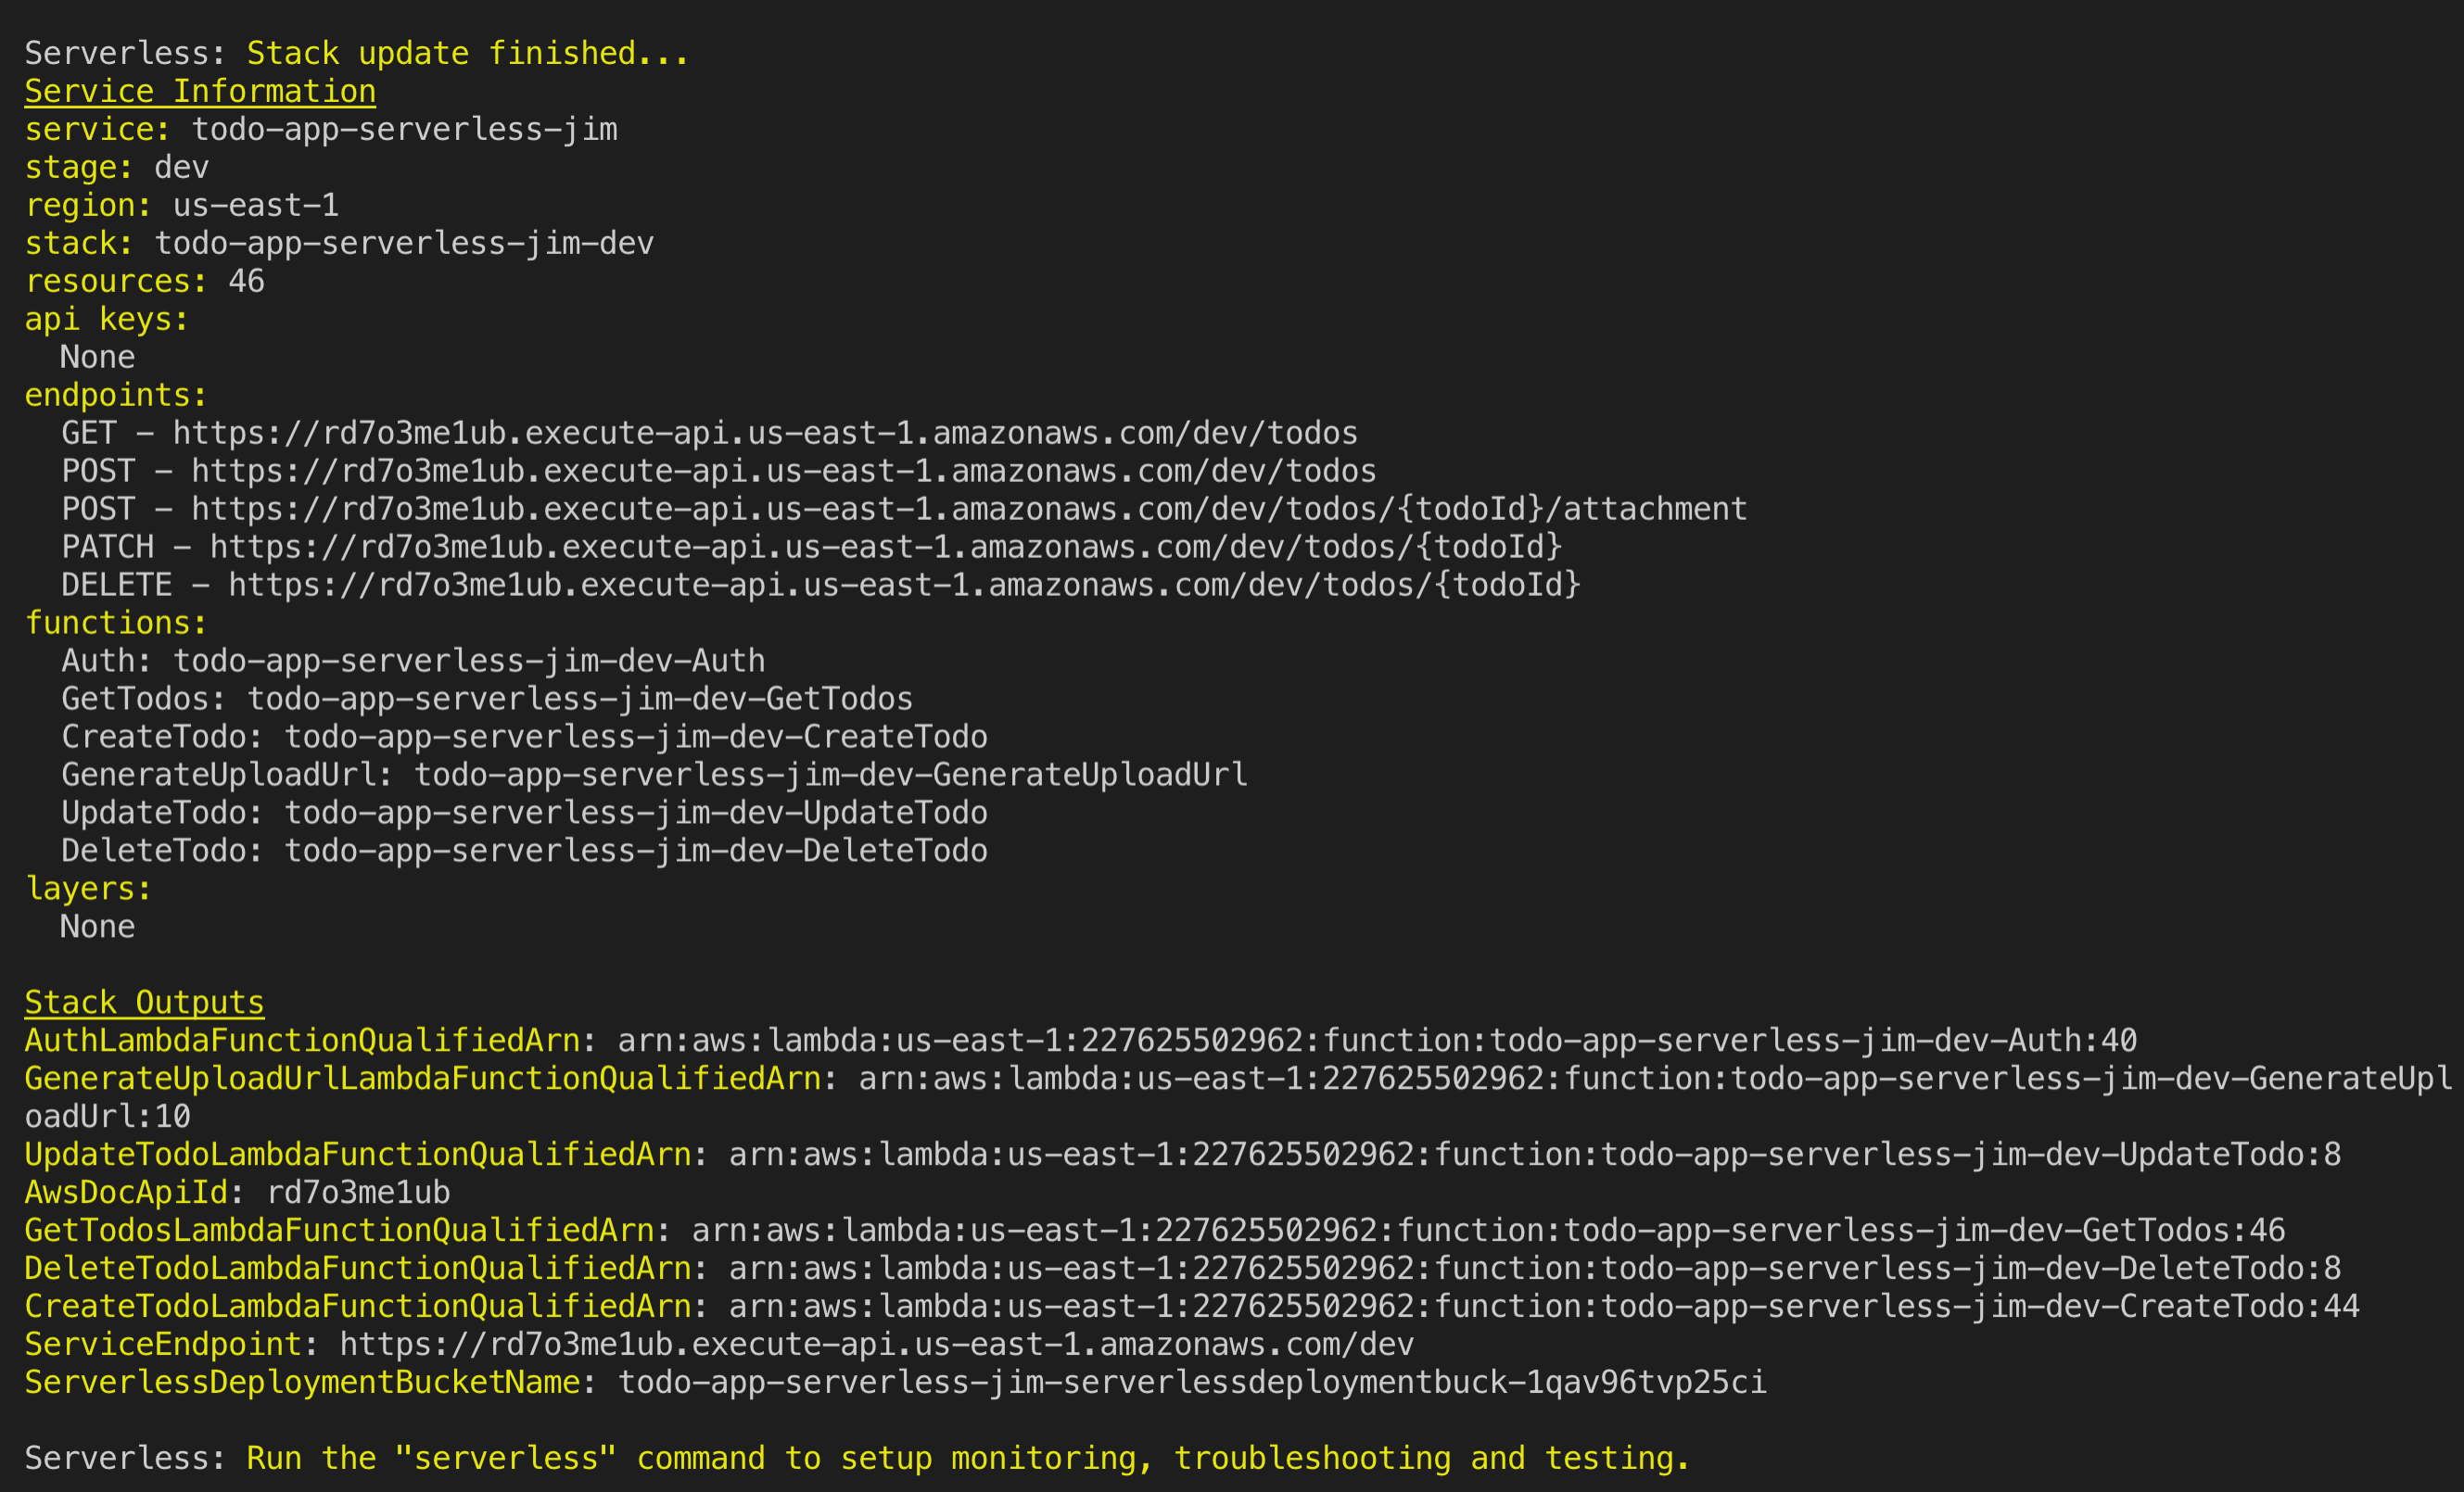 Serverless: Stack update finished...
Service Information
service: todo-app-serverless-jim
stage: dev
region: us-east-1
stack: todo-app-serverless-jim-dev
resources: 46
api keys:
  None
endpoints:
  GET - https://rd7o3me1ub.execute-api.us-east-1.amazonaws.com/dev/todos
  POST - https://rd7o3me1ub.execute-api.us-east-1.amazonaws.com/dev/todos
  POST - https://rd7o3me1ub.execute-api.us-east-1.amazonaws.com/dev/todos/{todoId}/attachment
  PATCH - https://rd7o3me1ub.execute-api.us-east-1.amazonaws.com/dev/todos/{todoId}
  DELETE - https://rd7o3me1ub.execute-api.us-east-1.amazonaws.com/dev/todos/{todoId}
functions:
  Auth: todo-app-serverless-jim-dev-Auth
  GetTodos: todo-app-serverless-jim-dev-GetTodos
  CreateTodo: todo-app-serverless-jim-dev-CreateTodo
  GenerateUploadUrl: todo-app-serverless-jim-dev-GenerateUploadUrl
  UpdateTodo: todo-app-serverless-jim-dev-UpdateTodo
  DeleteTodo: todo-app-serverless-jim-dev-DeleteTodo
layers:
  None
Stack Outputs
AuthLambdaFunctionQualifiedArn: arn:aws:lambda:us-east-1:227625502962:function:todo-app-serverless-jim-dev-Auth:40
GenerateUploadUrlLambdaFunctionQualifiedArn: arn:aws:lambda:us-east-1:227625502962:function:todo-app-serverless-jim-dev-GenerateUpl
oadUrl:10
UpdateTodoLambdaFunctionQualifiedArn: arn:aws:lambda:us-east-1:227625502962:function:todo-app-serverless-jim-dev-UpdateTodo:8
AwsDocApiId: rd7o3me1ub
GetTodosLambdaFunctionQualifiedArn: arn:aws:lambda:us-east-1:227625502962:function:todo-app-serverless-jim-dev-GetTodos:46
DeleteTodoLambdaFunctionQualifiedArn: arn:aws:lambda:us-east-1:227625502962:function:todo-app-serverless-jim-dev-DeleteTodo:8
CreateTodoLambdaFunctionQualifiedArn: arn:aws:lambda:us-east-1:227625502962:function:todo-app-serverless-jim-dev-CreateTodo:44
ServiceEndpoint: https://rd7o3me1ub.execute-api.us-east-1.amazonaws.com/dev
ServerlessDeploymentBucketName: todo-app-serverless-jim-serverlessdeploymentbuck-1qav96tvp25ci
Serverless: Run the "serverless" command to setup monitoring, troubleshooting and testing.